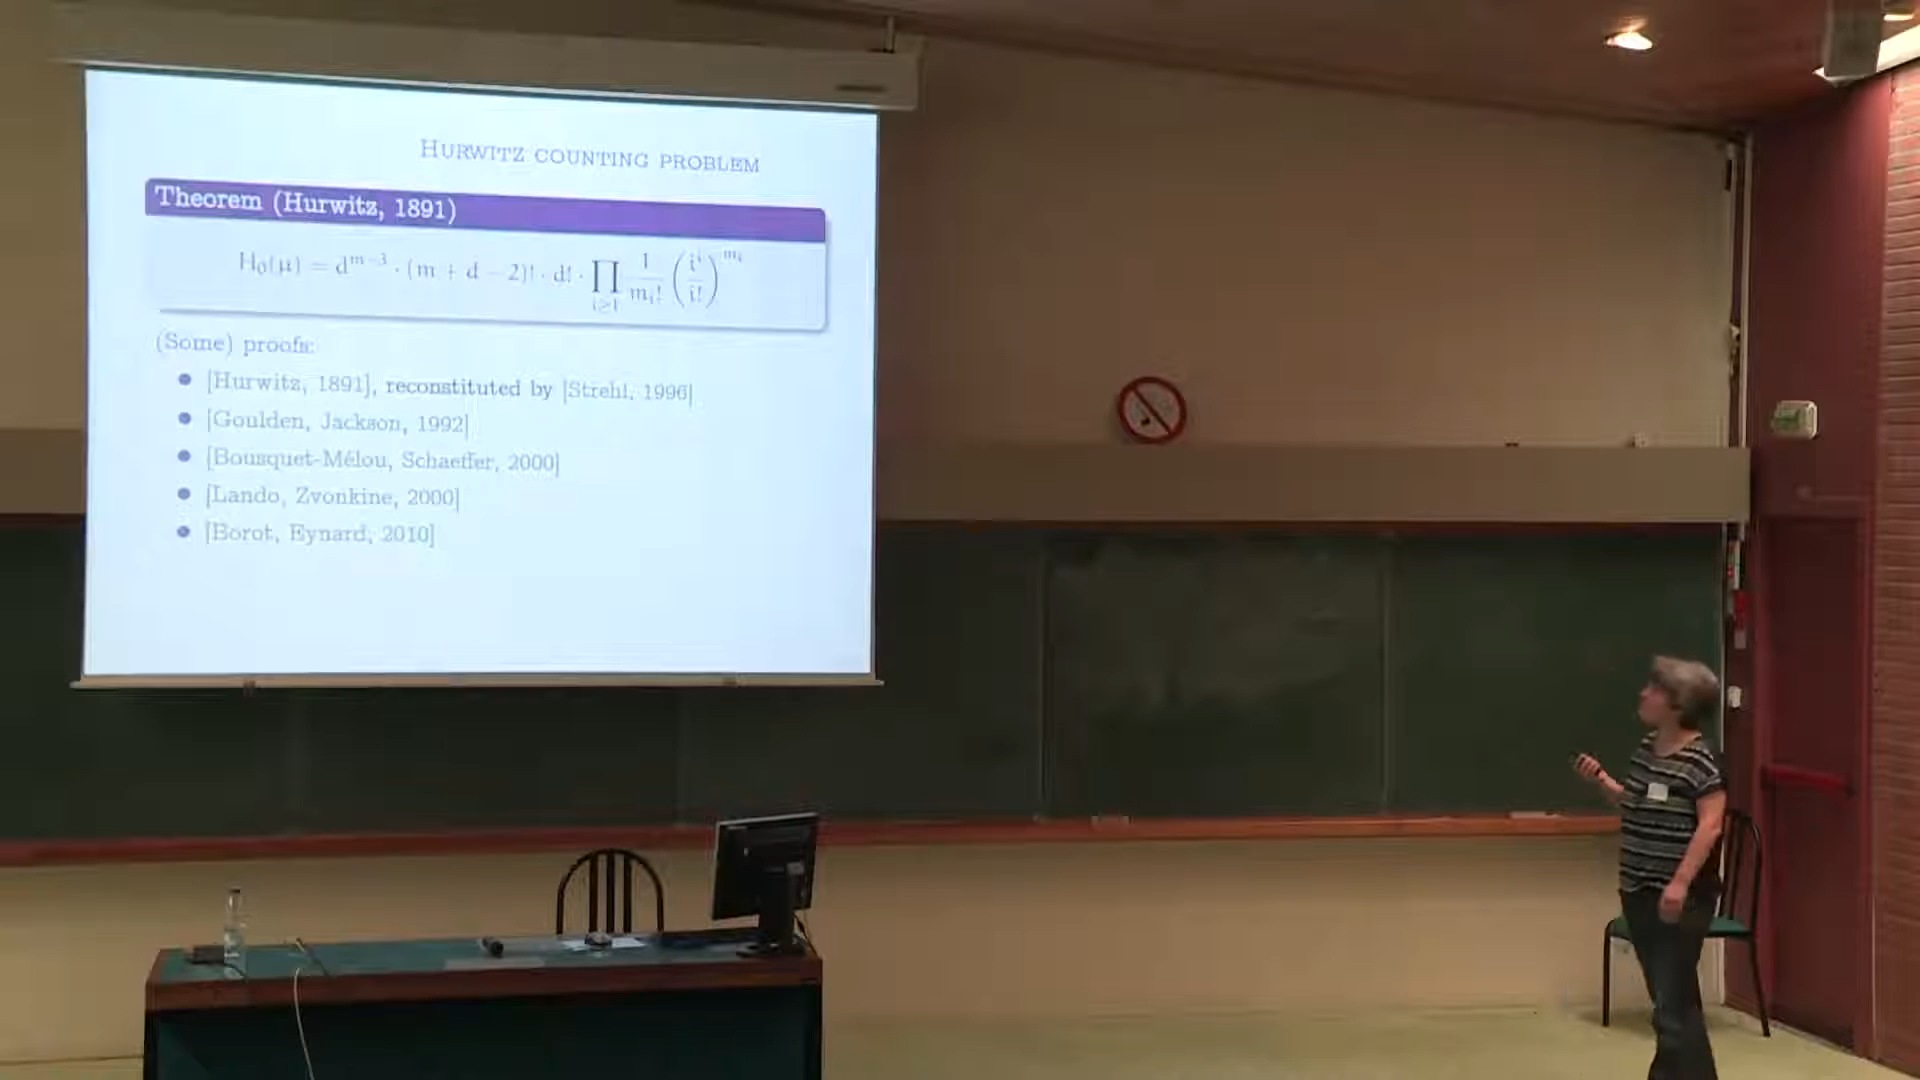 HURWITZ COUNTING PROBLEM
Theorem (Hurwitz, 1891)
H₀(μ) = d^{m−3} · (m + d − 2)! · d! · ∏_{i≥1} 1/m_i! (i^i/i!)^{m_i}
(Some) proofs:
• [Hurwitz, 1891], reconstituted by [Strehl, 1996]
• [Goulden, Jackson, 1992]
• [Bousquet-Mélou, Schaeffer, 2000]
• [Lando, Zvonkine, 2000]
• [Borot, Eynard, 2010]